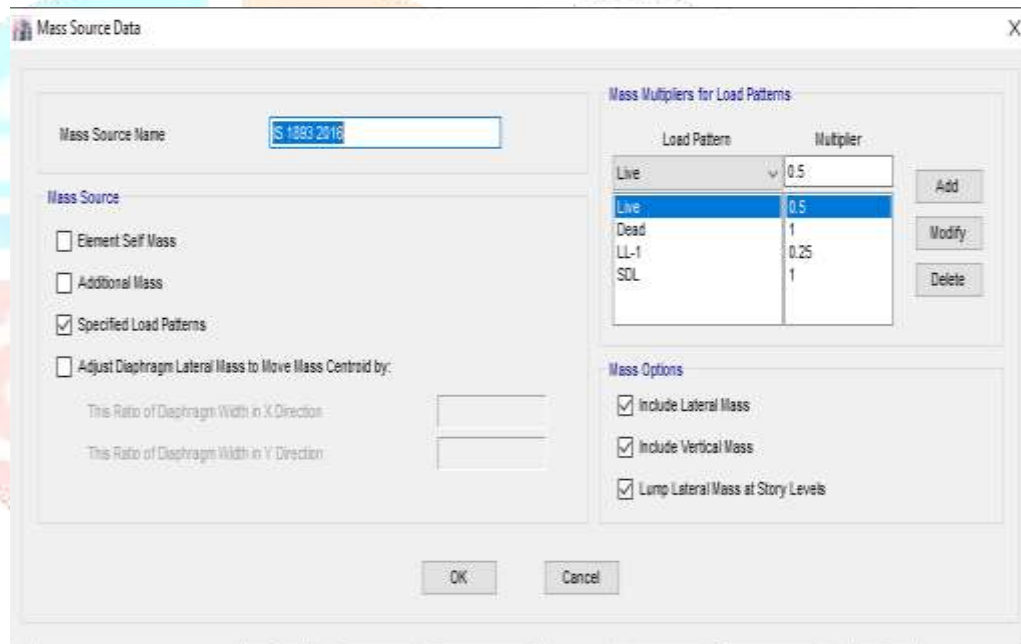 Mass Source Data X
Mass Source Name IS 1893 2016
Mass Source
Element Self Mass
Additional Mass
Specified Load Patterns
Adjust Diaphragm Lateral Mass to Move Mass Centroid by:
This Ratio of Diaphragm Width in X Direction
This Ratio of Diaphragm Width in Y Direction
Mass Multipliers for Load Patterns
Load Pattern Multiplier
Live 0.5
Live 0.5
Dead 1
LL-1 0.25
SDL 1
Add
Modify
Delete
Mass Options
Include Lateral Mass
Include Vertical Mass
Lump Lateral Mass at Story Levels
OK Cancel